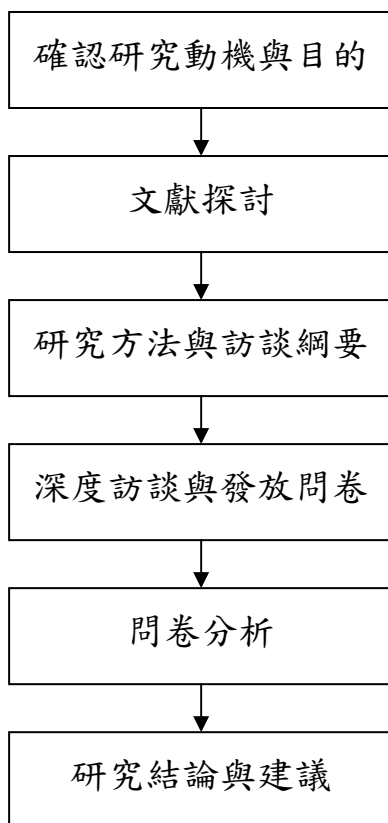 確認研究動機與目的
文獻探討
研究方法與訪談綱要
深度訪談與發放問卷
問卷分析
研究結論與建議